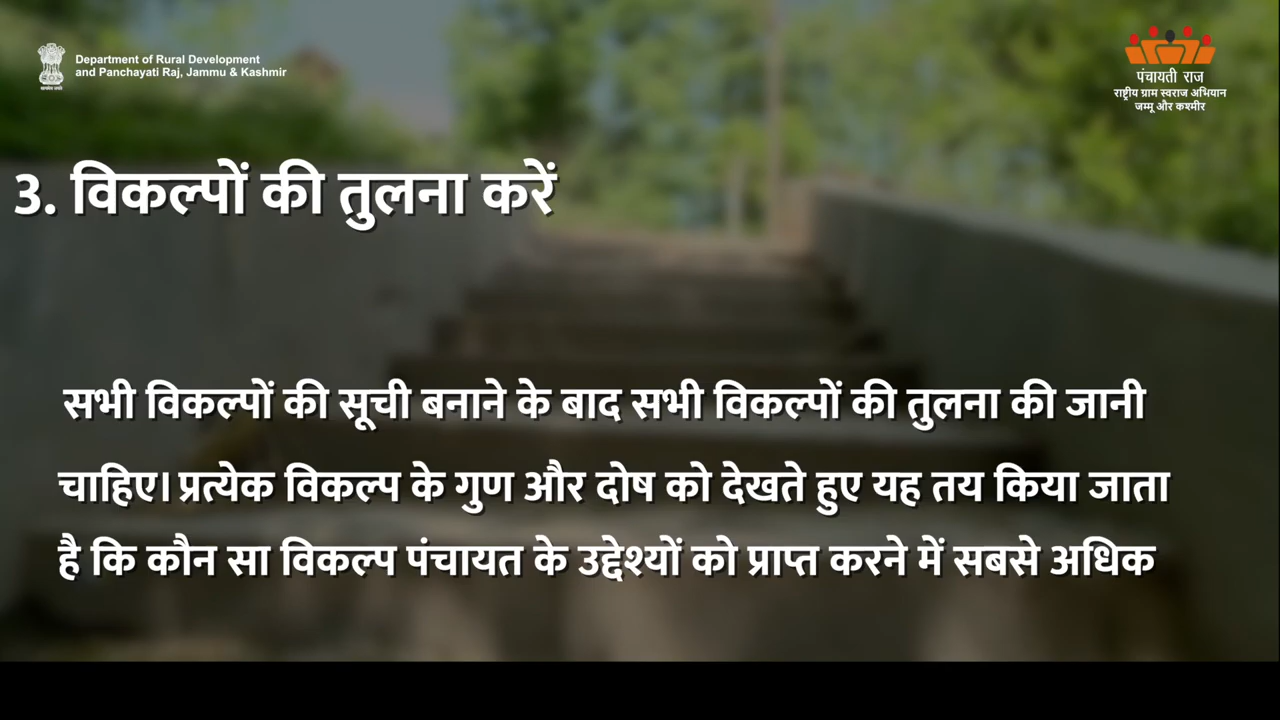 Department of Rural Development
and Panchayati Raj, Jammu & Kashmir
पंचायती राज
राष्ट्रीय ग्राम स्वराज अभियान
जम्मू और कश्मीर
3. विकल्पों की तुलना करें
सभी विकल्पों की सूची बनाने के बाद सभी विकल्पों की तुलना की जानी
चाहिए। प्रत्येक विकल्प के गुण और दोष को देखते हुए यह तय किया जाता
है कि कौन सा विकल्प पंचायत के उद्देश्यों को प्राप्त करने में सबसे अधिक